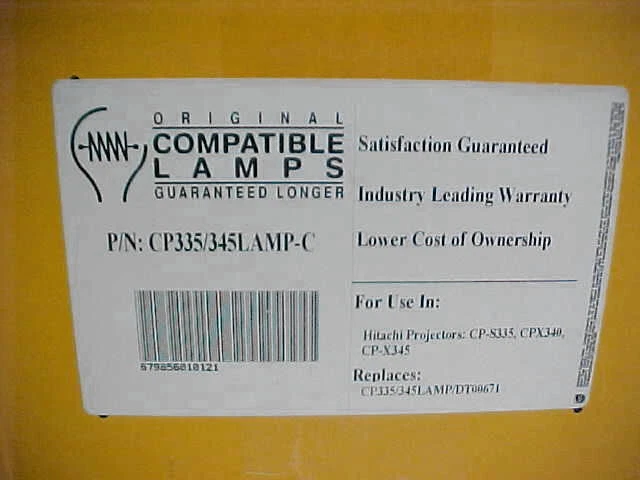 ORIGINAL
COMPATIBLE
LAMPS
GUARANTEED LONGER
P/N: CP335/345LAMP-C
679856010121
Satisfaction Guaranteed
Industry Leading Warranty
Lower Cost of Ownership
For Use In:
Hitachi Projectors: CP-S335, CPX340,
CP-X345
Replaces:
CP335/345LAMP/DT00671